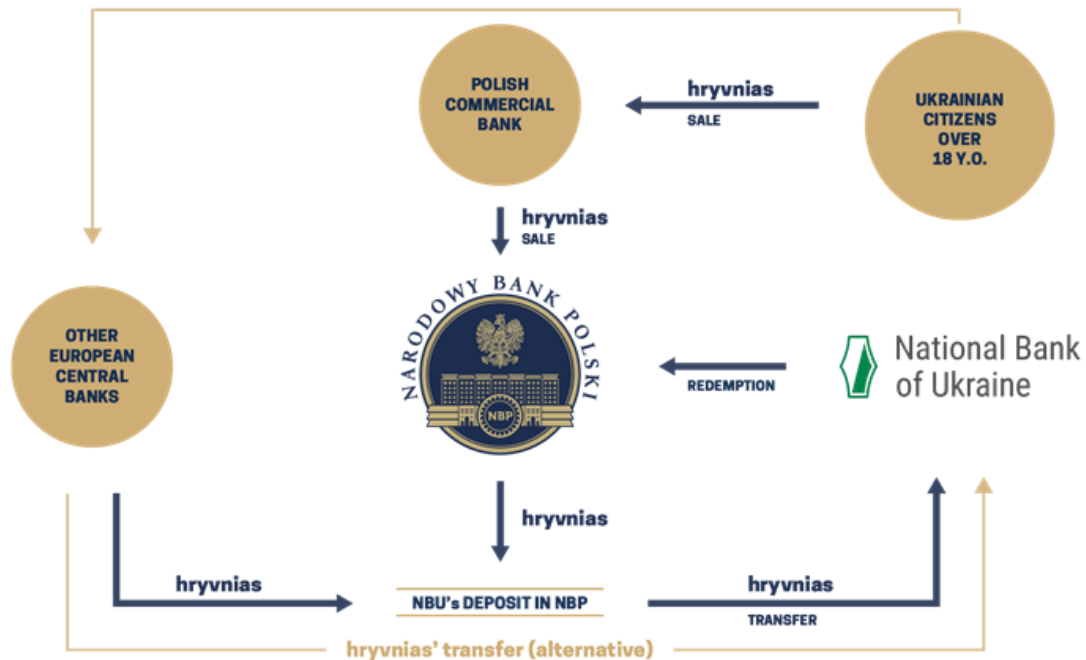 POLISH
COMMERCIAL
BANK
hryvnias
SALE
UKRAINIAN
CITIZENS
OVER
18 Y.O.
hryvnias
SALE
NARODOWY BANK POLSKI
NBP
OTHER
EUROPEAN
CENTRAL
BANKS
REDEMPTION
National Bank
of Ukraine
hryvnias
hryvnias
NBU's DEPOSIT IN NBP
hryvnias
TRANSFER
hryvnias' transfer (alternative)